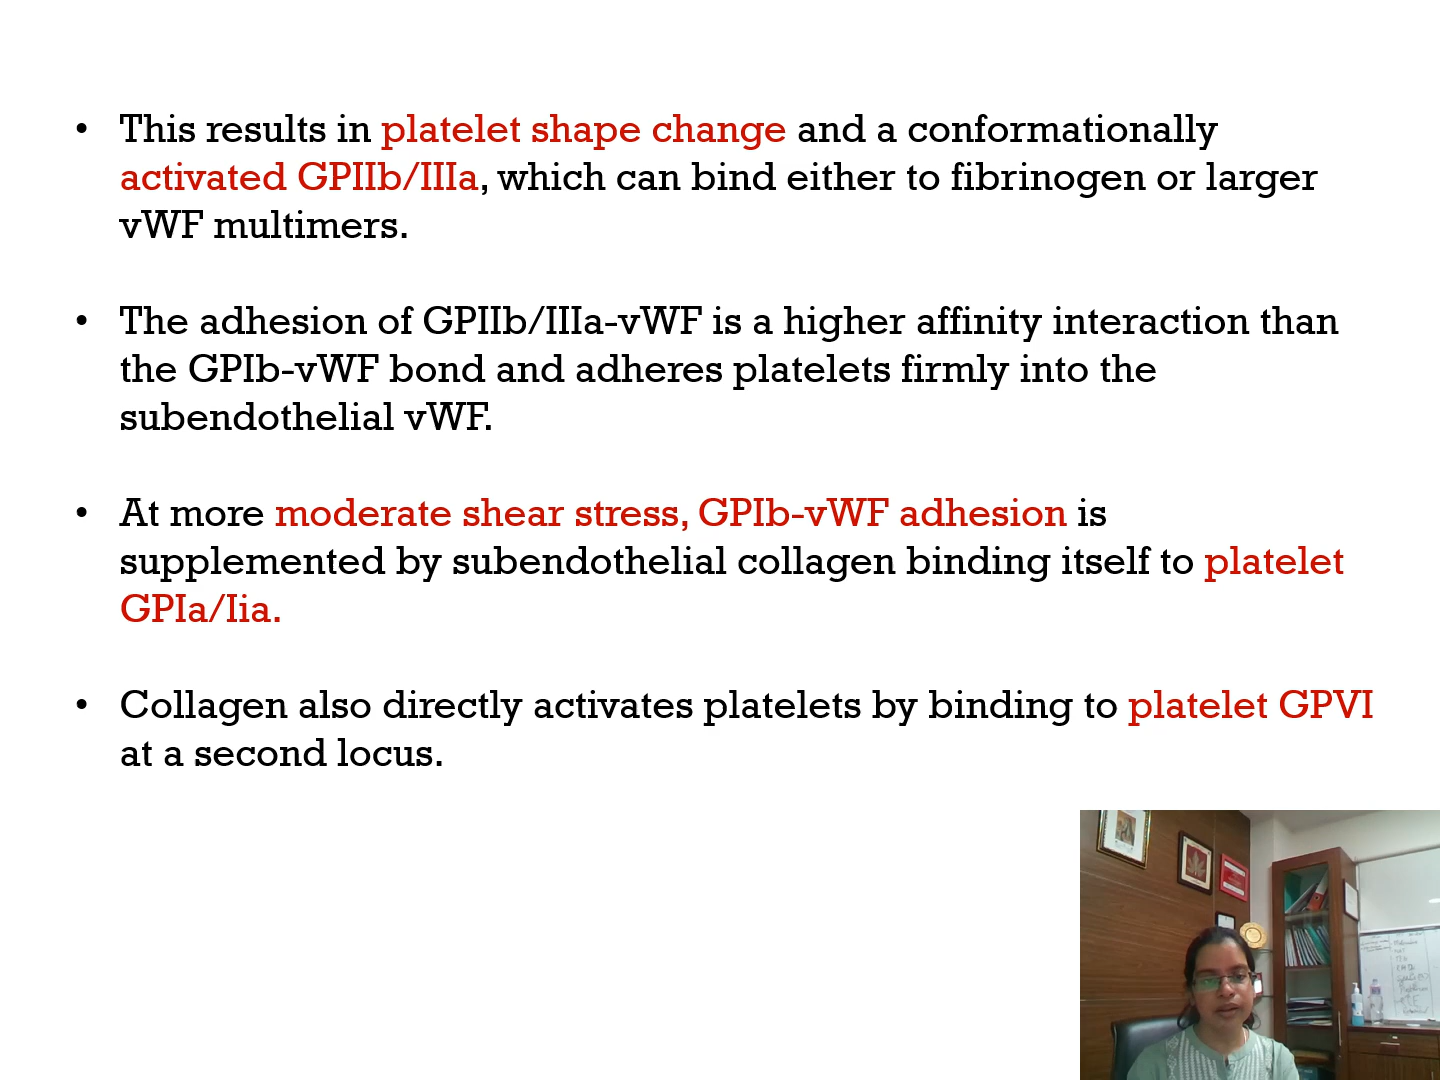 • This results in platelet shape change and a conformationally
activated GPIIb/IIIa, which can bind either to fibrinogen or larger
vWF multimers.
• The adhesion of GPIIb/IIIa-vWF is a higher affinity interaction than
the GPIb-vWF bond and adheres platelets firmly into the
subendothelial vWF.
• At more moderate shear stress, GPIb-vWF adhesion is
supplemented by subendothelial collagen binding itself to platelet
GPIa/Iia.
• Collagen also directly activates platelets by binding to platelet GPVI
at a second locus.